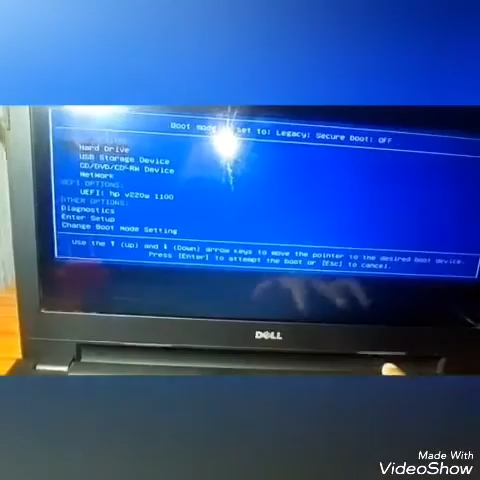 Boot mode set to: Legacy; Secure Boot: OFF
Hard Drive
USB Storage Device
CD/DVD/CD-RW Device
Network
UEFI OPTIONS:
UEFI: hp v220w 1100
OTHER OPTIONS:
Diagnostics
Enter Setup
Change Boot Mode Setting
Use the ↑ (Up) and ↓ (Down) arrow keys to move the pointer to the desired boot device.
Press [Enter] to attempt the boot or [Esc] to cancel.
DELL
Made With
VideoShow